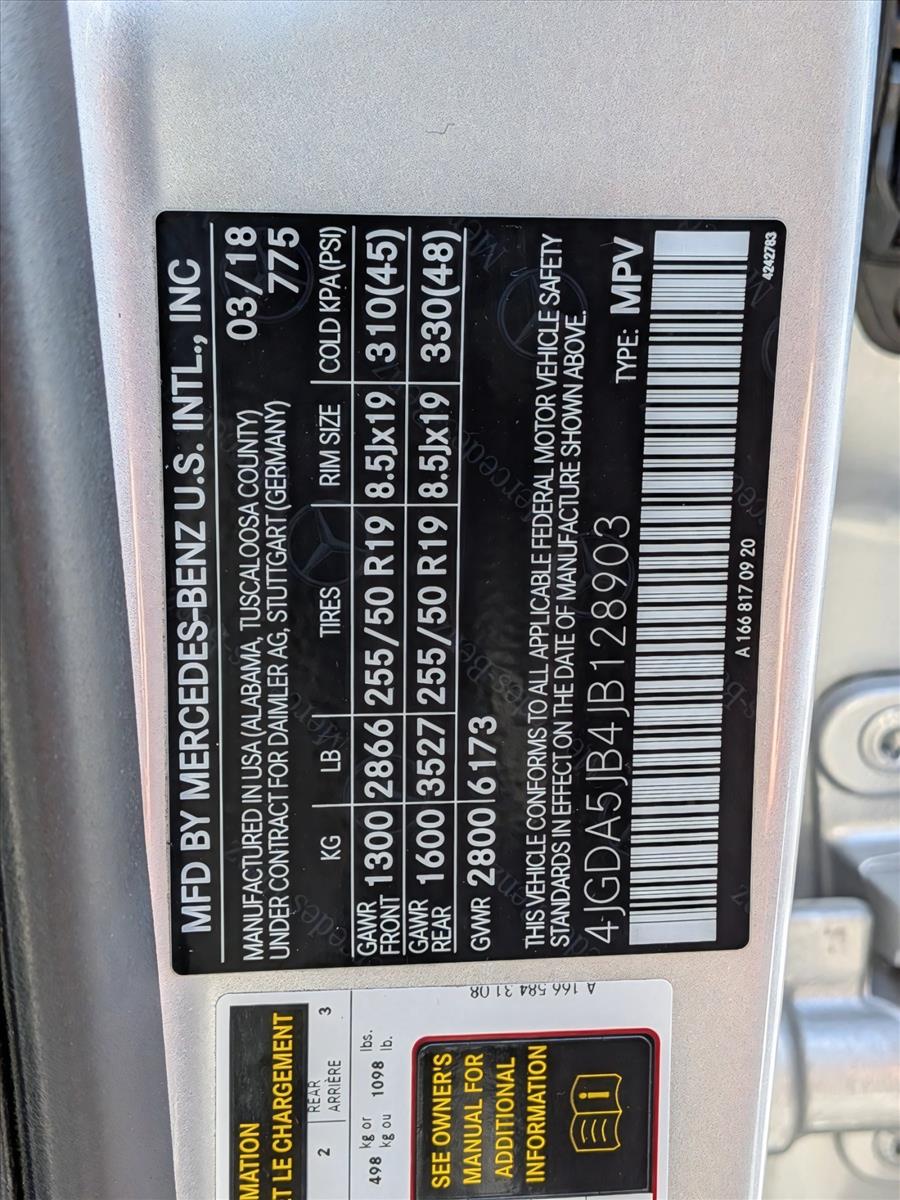 MFD BY MERCEDES-BENZ U.S. INTL., INC
MANUFACTURED IN USA (ALABAMA, TUSCALOOSA COUNTY) 03/18
UNDER CONTRACT FOR DAIMLER AG, STUTTGART (GERMANY) 775
KG LB TIRES RIM SIZE COLD KPA(PSI)
GAWR FRONT 1300 2866 255/50 R19 8.5Jx19 310(45)
GAWR REAR 1600 3527 255/50 R19 8.5Jx19 330(48)
GWR 2800 6173
THIS VEHICLE CONFORMS TO ALL APPLICABLE FEDERAL MOTOR VEHICLE SAFETY
STANDARDS IN EFFECT ON THE DATE OF MANUFACTURE SHOWN ABOVE.
4JGDA5JB4JB128903 TYPE: MPV
A 166 817 09 20 4242783
A 166 584 31 08
MATION
ET LE CHARGEMENT
2 REAR 3
ARRIÈRE
498 kg or 1098 lbs.
kg ou lb.
SEE OWNER'S
MANUAL FOR
ADDITIONAL
INFORMATION